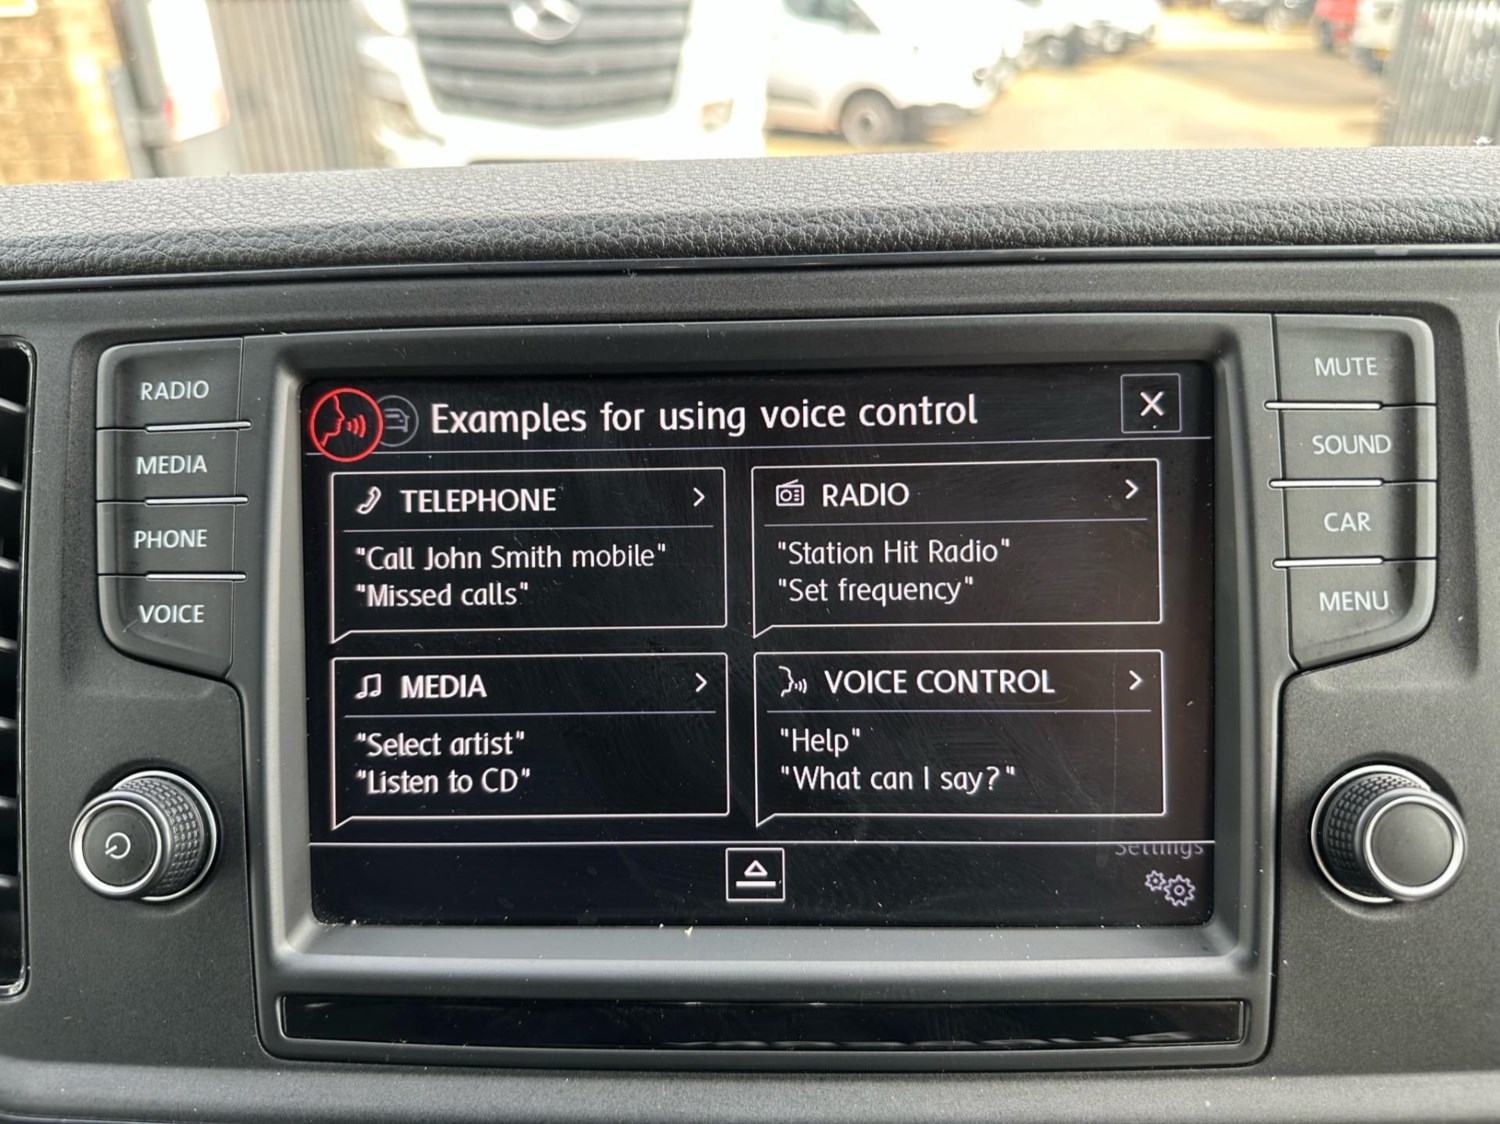 RADIO
MEDIA
PHONE
VOICE
Examples for using voice control
X
TELEPHONE
"Call John Smith mobile"
"Missed calls"
RADIO
"Station Hit Radio"
"Set frequency"
MEDIA
"Select artist"
"Listen to CD"
VOICE CONTROL
"Help"
"What can I say?"
Settings
MUTE
SOUND
CAR
MENU